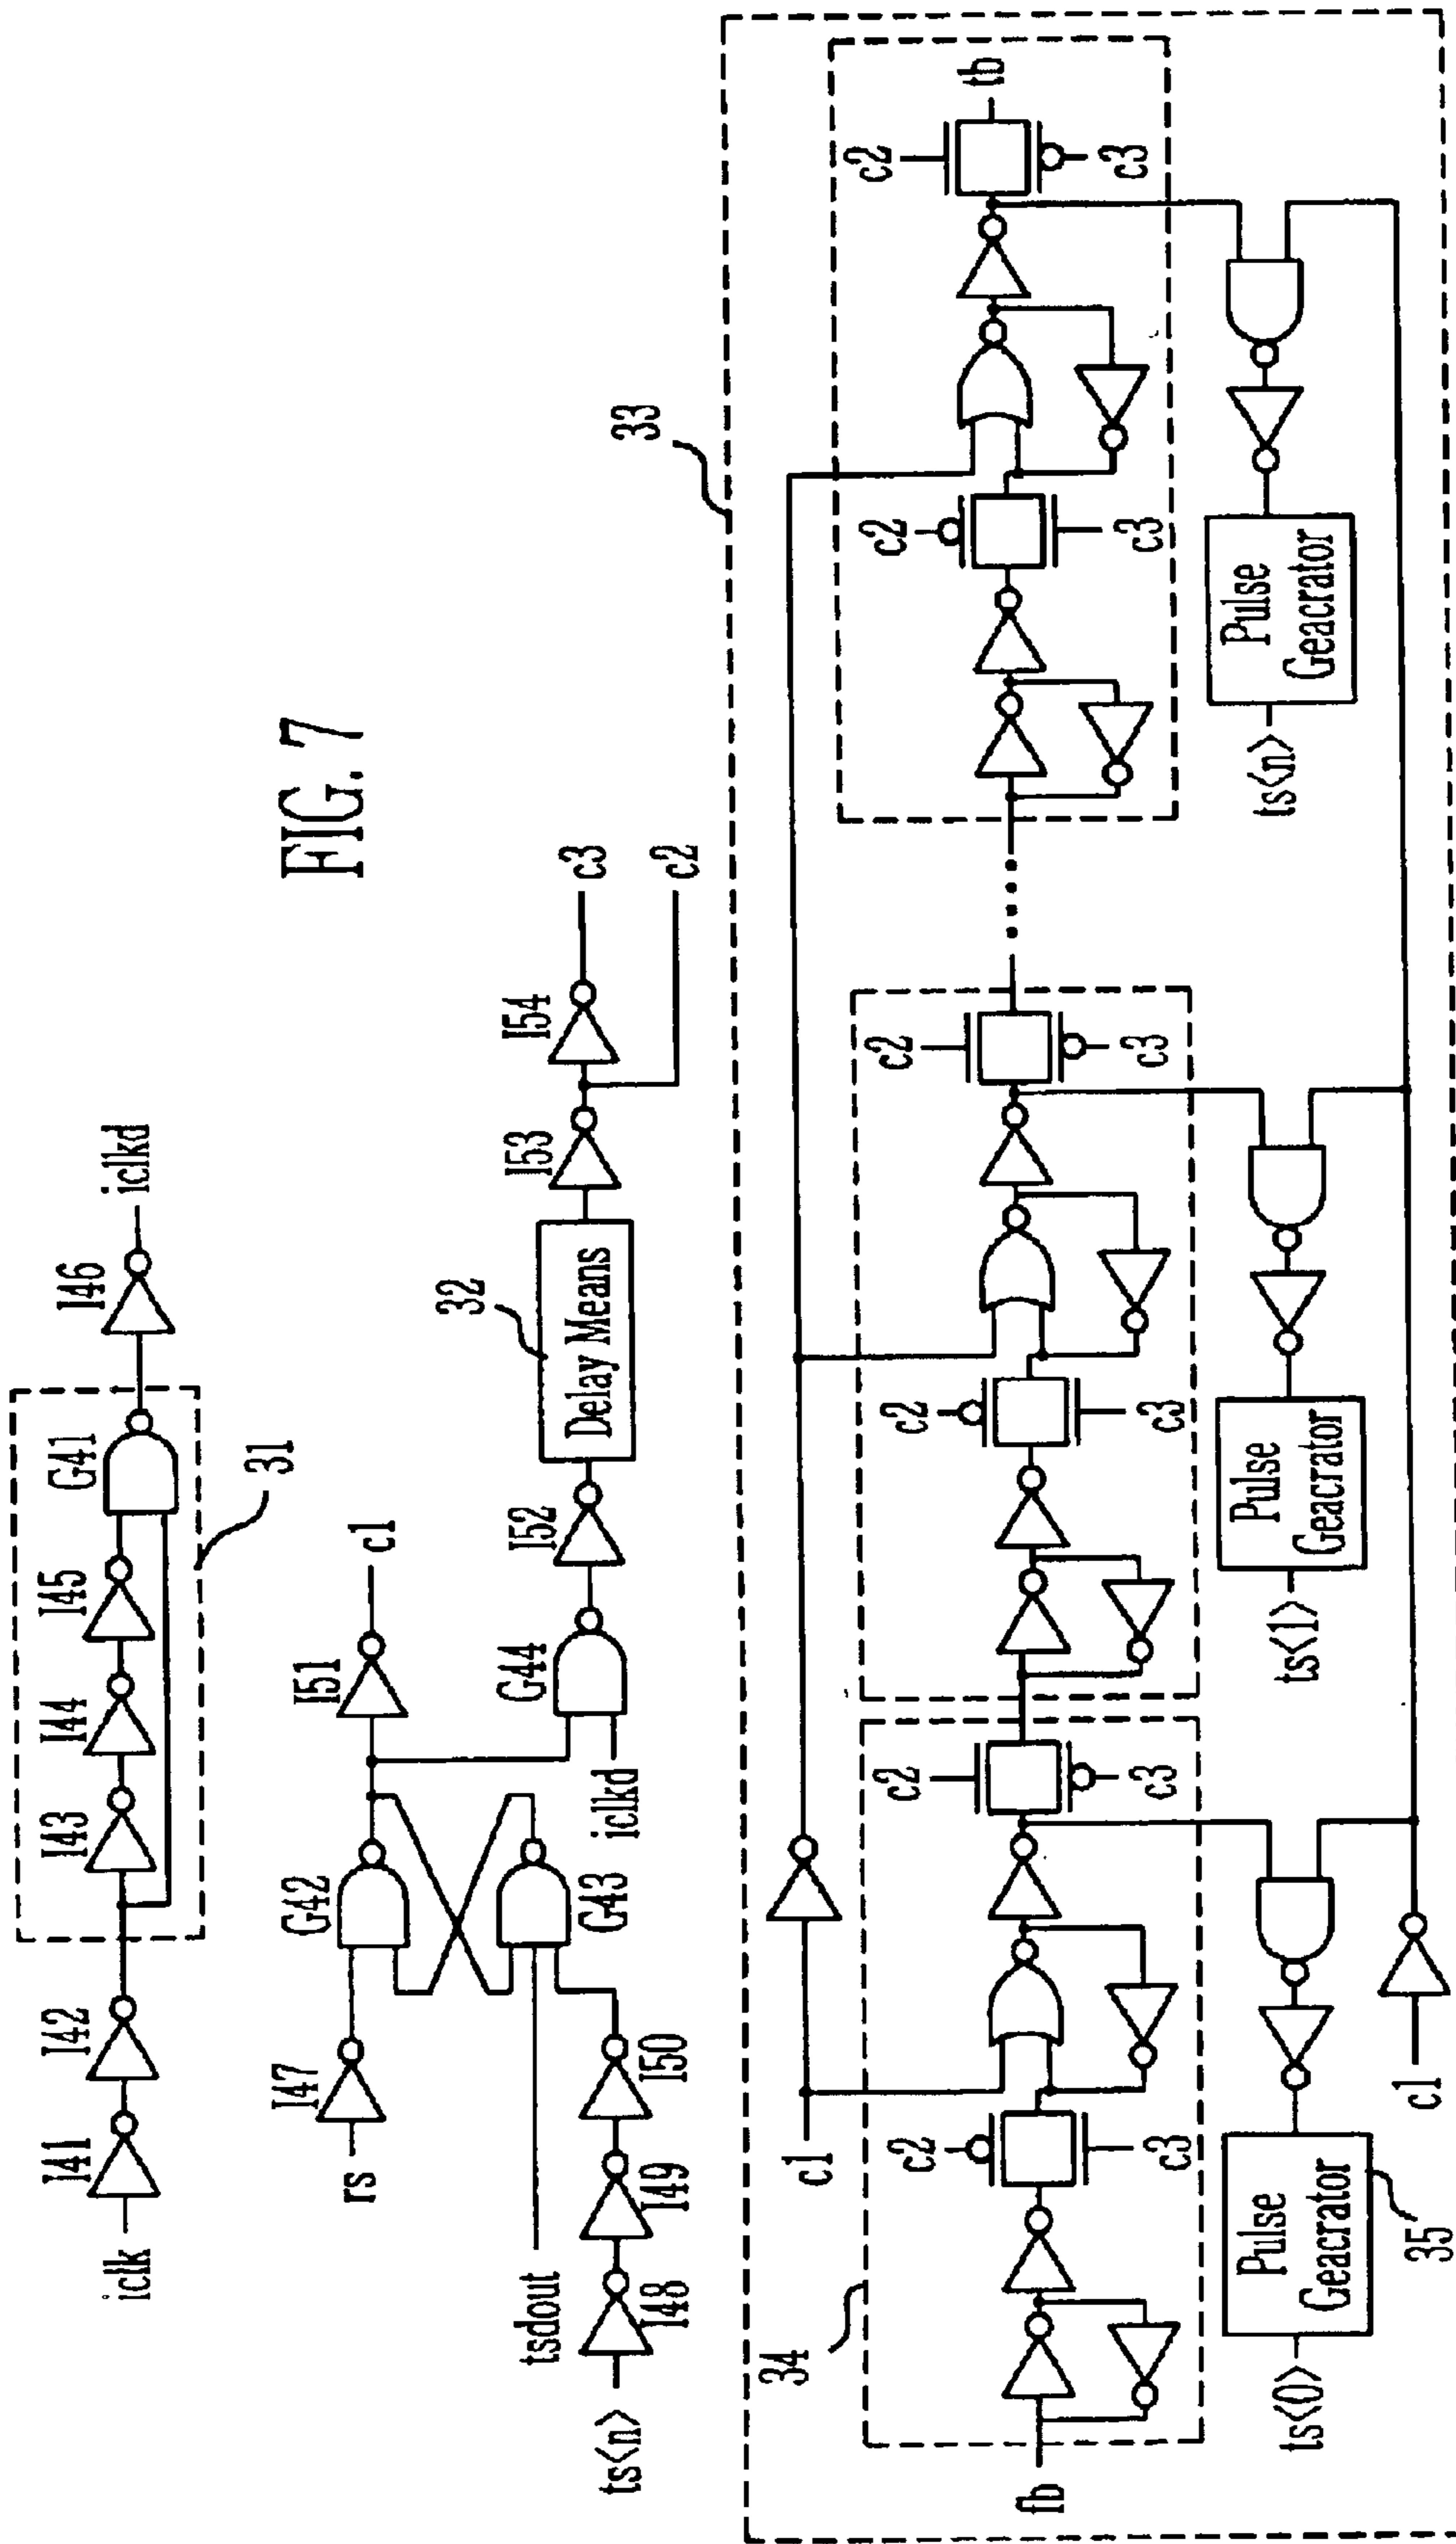 FIG. 7
iclk
I41
I42
I43
I44
I45
G41
31
I46
iclkd
rs
I47
G42
I51
c1
tsdout
G43
ts<n>
I48
I49
I50
iclkd
G44
I52
32
Delay Means
I53
I54
c3
c2
33
34
fb
c1
c2
c3
c2
c3
c2
c3
c2
c3
c2
c3
c2
c3
tb
ts<0>
Pulse
Geacrator
35
c1
ts<1>
Pulse
Geacrator
ts<n>
Pulse
Geacrator